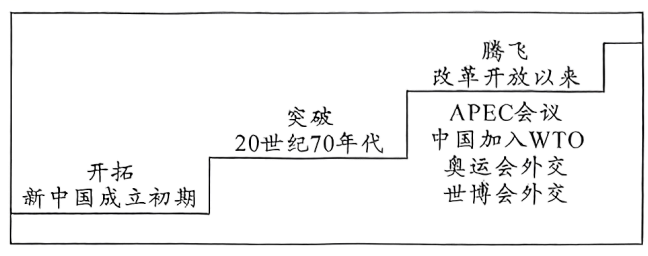 开拓
新中国成立初期
突破
20世纪70年代
腾飞
改革开放以来
APEC会议
中国加入WTO
奥运会外交
世博会外交